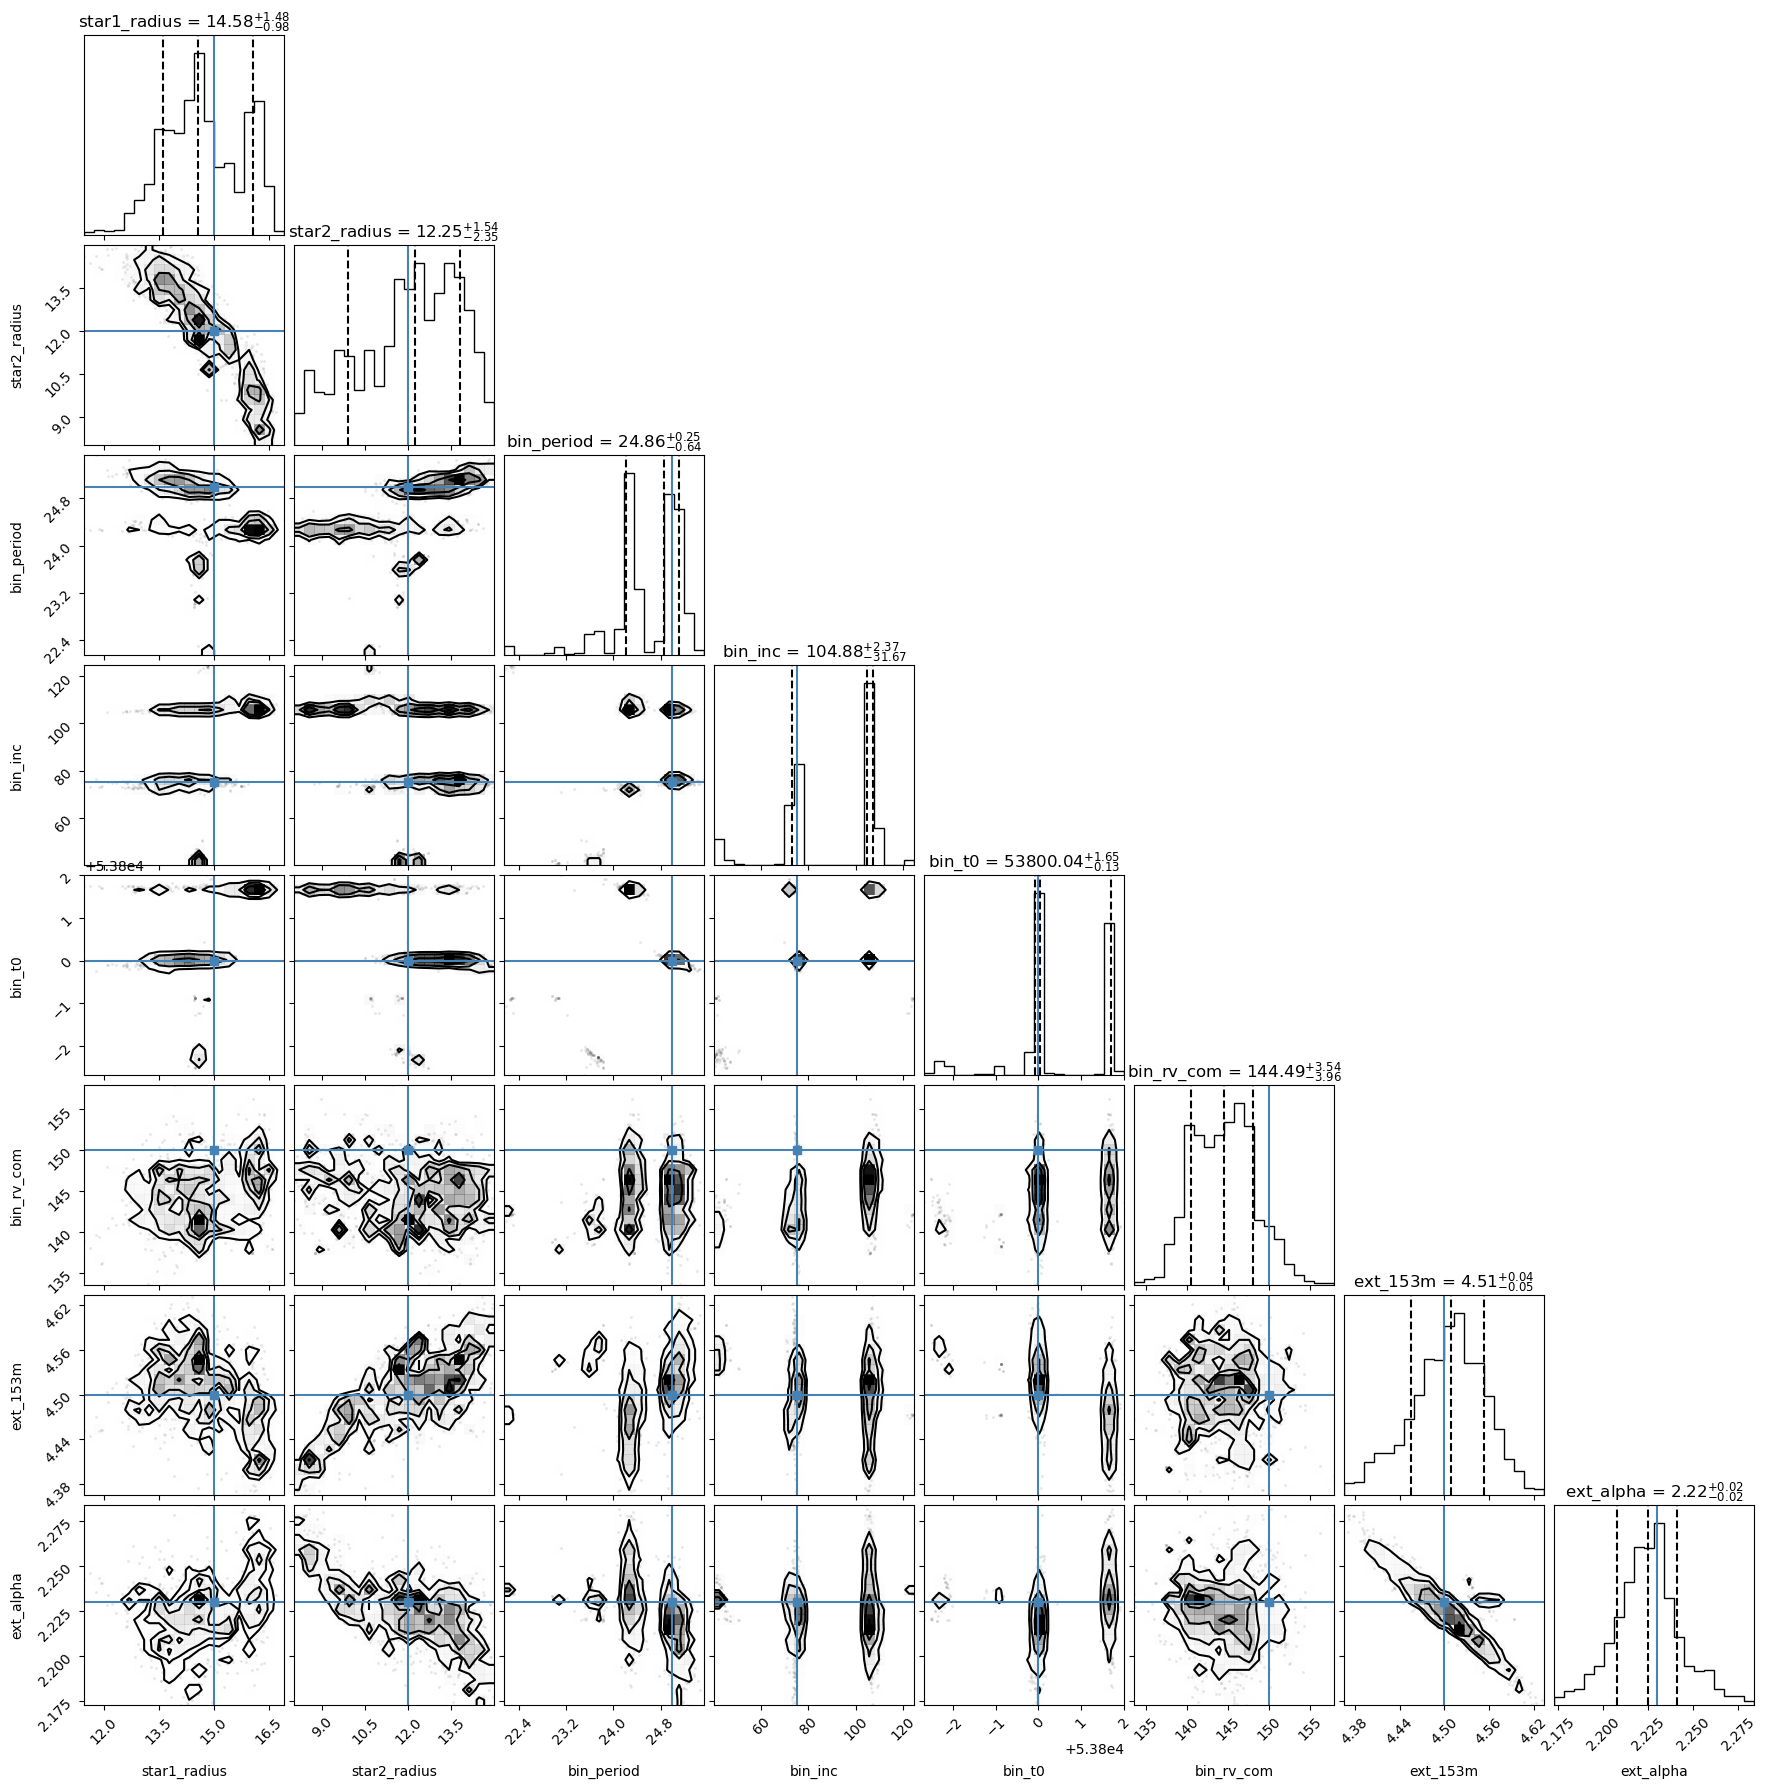 star1_radius = 14.58+1.48−0.98
star2_radius = 12.25+1.54−2.35
star2_radius
13.5
12.0
10.5
9.0
bin_period = 24.86+0.25−0.64
bin_period
24.8
24.0
23.2
22.4
bin_inc = 104.88+2.37−31.67
bin_inc
120
100
80
60
+5.38e4
bin_t0 = 53800.04+1.65−0.13
bin_t0
2
1
0
−1
−2
bin_rv_com = 144.49+3.54−3.96
bin_rv_com
155
150
145
140
135
ext_153m = 4.51+0.04−0.05
ext_153m
4.62
4.56
4.50
4.44
4.38
ext_alpha = 2.22+0.02−0.02
ext_alpha
2.275
2.250
2.225
2.200
2.175
12.0 13.5 15.0 16.5
9.0 10.5 12.0 13.5
22.4 23.2 24.0 24.8
60 80 100 120
−2 −1 0 1 2
+5.38e4
135 140 145 150 155
4.38 4.44 4.50 4.56 4.62
2.175 2.200 2.225 2.250 2.275
star1_radius star2_radius bin_period bin_inc bin_t0 bin_rv_com ext_153m ext_alpha